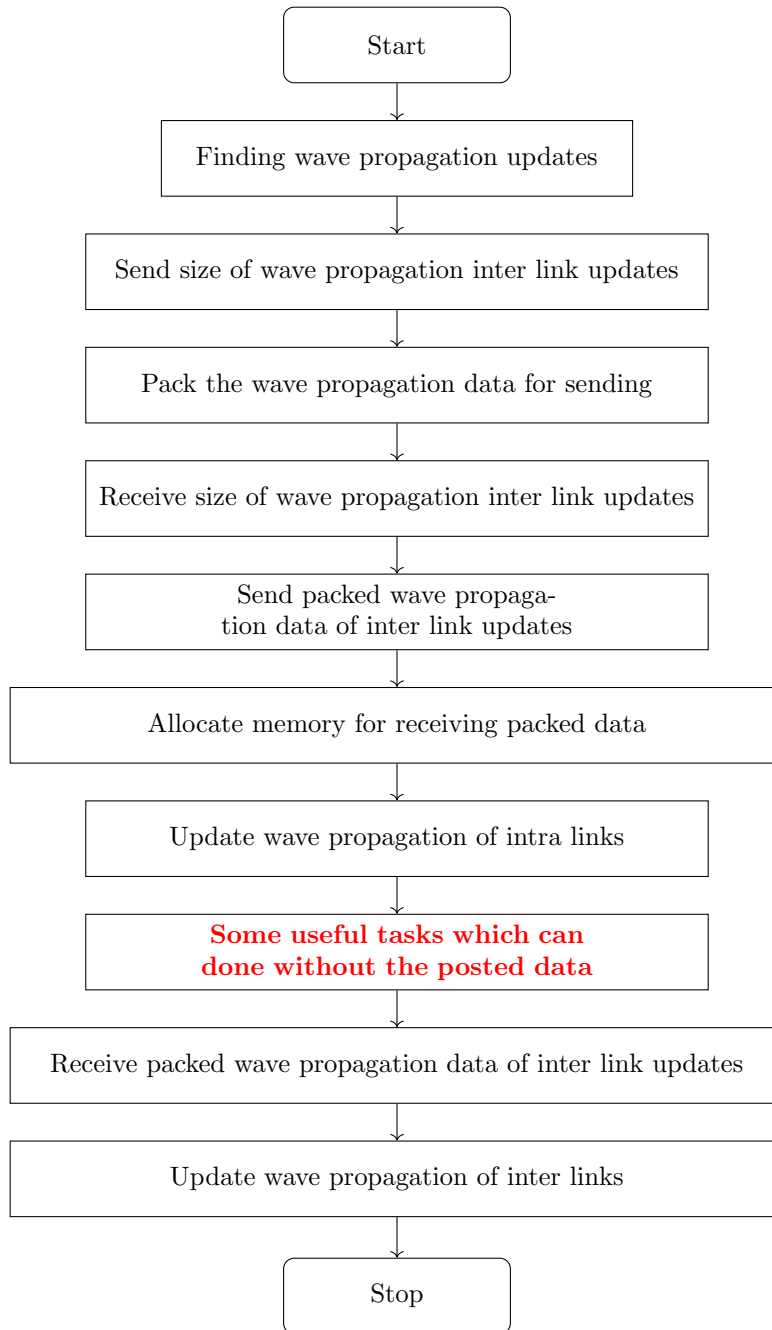 Start
Finding wave propagation updates
Send size of wave propagation inter link updates
Pack the wave propagation data for sending
Receive size of wave propagation inter link updates
Send packed wave propaga-
tion data of inter link updates
Allocate memory for receiving packed data
Update wave propagation of intra links
Some useful tasks which can
done without the posted data
Receive packed wave propagation data of inter link updates
Update wave propagation of inter links
Stop